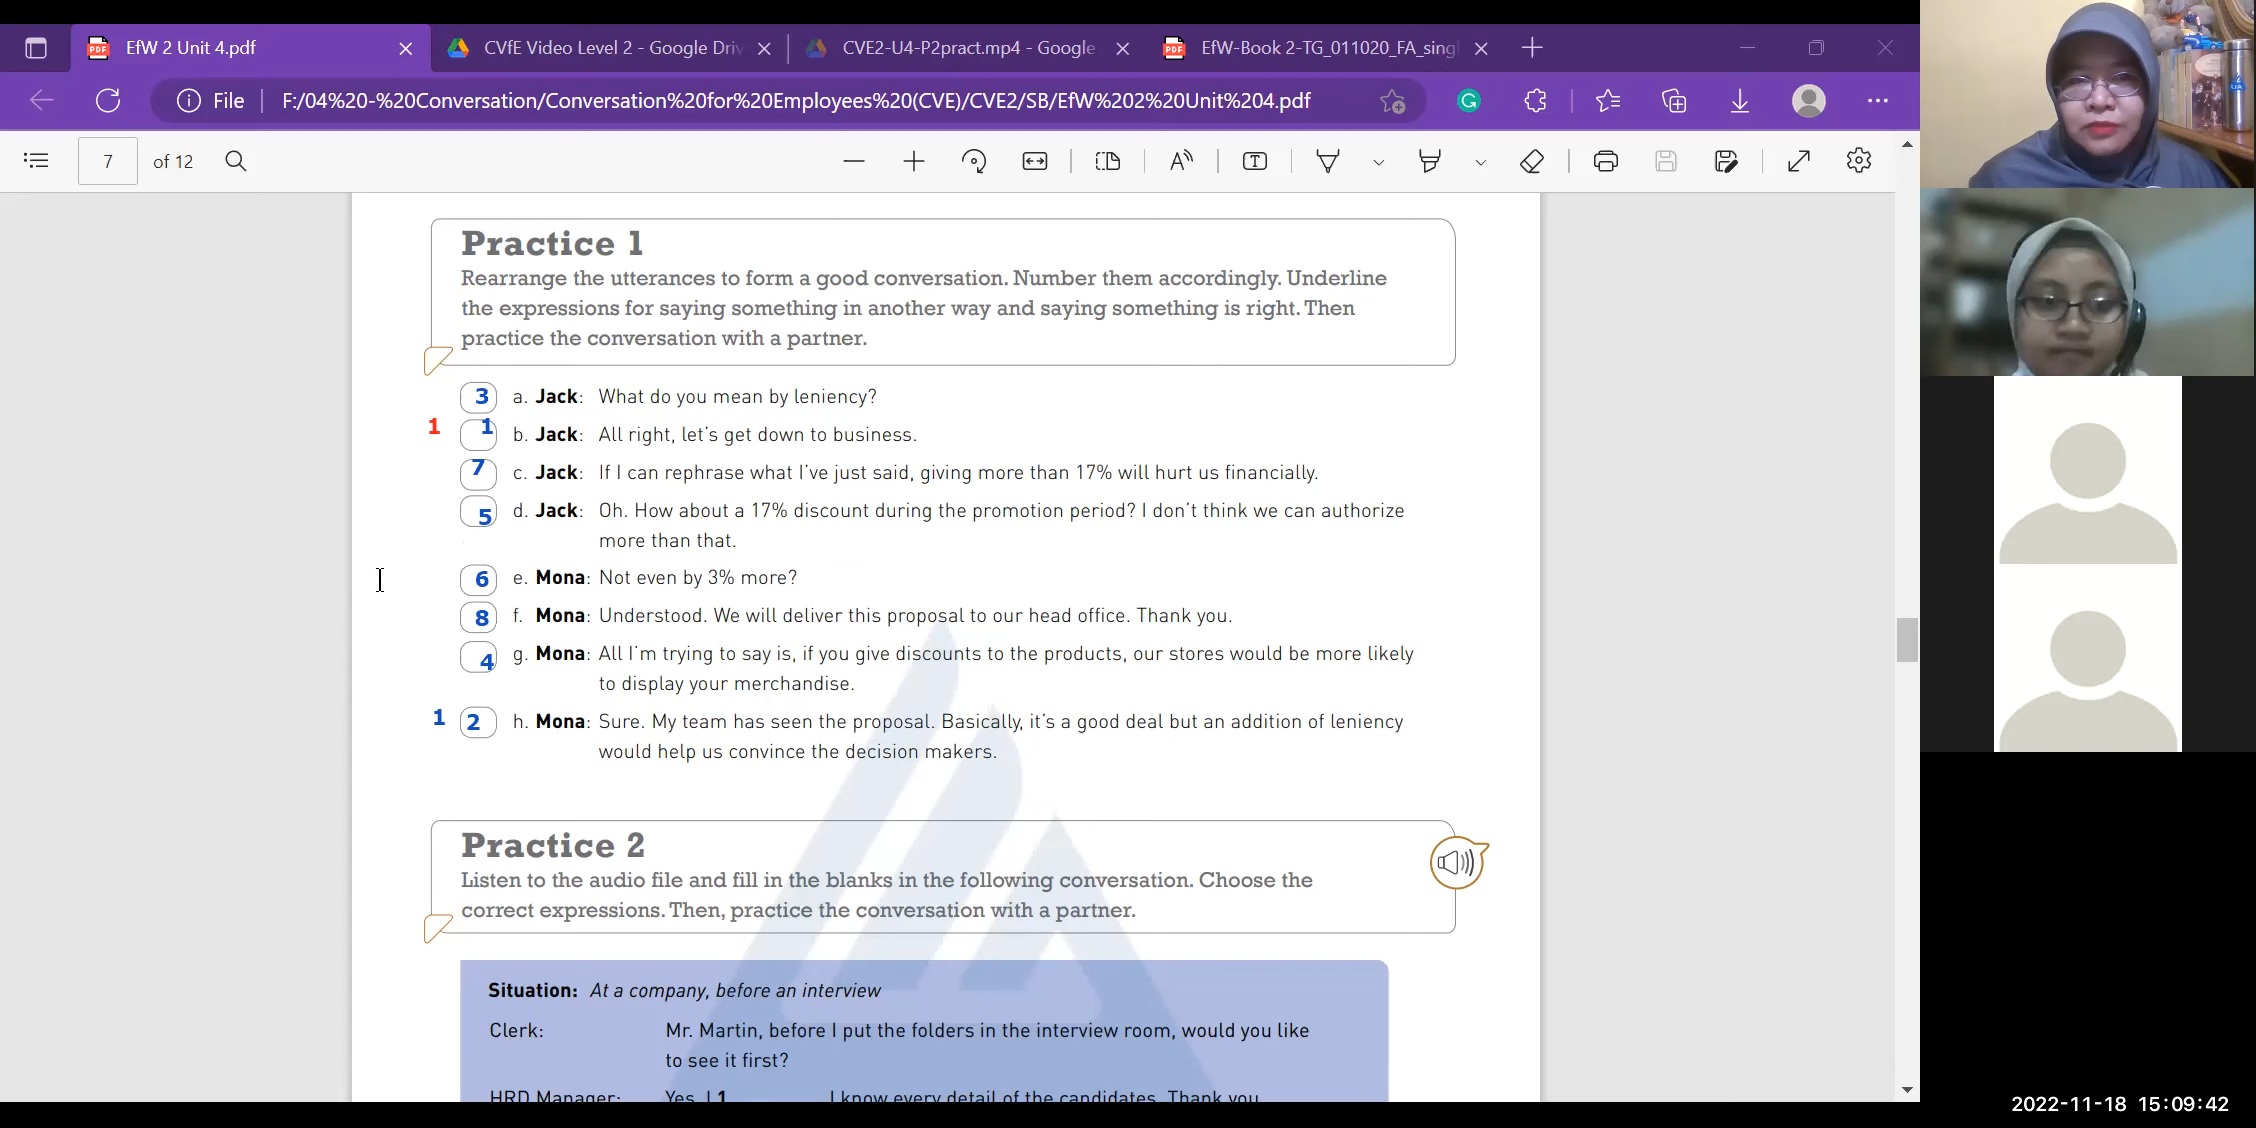 EfW 2 Unit 4.pdf
CVfE Video Level 2 - Google Driv
CVE2-U4-P2pract.mp4 - Google
EfW-Book 2-TG_011020_FA_singl
File
F:/04%20-%20Conversation/Conversation%20for%20Employees%20(CVE)/CVE2/SB/EfW%202%20Unit%204.pdf
7 of 12
Practice 1
Rearrange the utterances to form a good conversation. Number them accordingly. Underline
the expressions for saying something in another way and saying something is right. Then
practice the conversation with a partner.
3 a. Jack: What do you mean by leniency?
1 1 b. Jack: All right, let's get down to business.
7 c. Jack: If I can rephrase what I've just said, giving more than 17% will hurt us financially.
5 d. Jack: Oh. How about a 17% discount during the promotion period? I don't think we can authorize
more than that.
6 e. Mona: Not even by 3% more?
8 f. Mona: Understood. We will deliver this proposal to our head office. Thank you.
4 g. Mona: All I'm trying to say is, if you give discounts to the products, our stores would be more likely
to display your merchandise.
1 2 h. Mona: Sure. My team has seen the proposal. Basically, it's a good deal but an addition of leniency
would help us convince the decision makers.
Practice 2
Listen to the audio file and fill in the blanks in the following conversation. Choose the
correct expressions. Then, practice the conversation with a partner.
Situation: At a company, before an interview
Clerk: Mr. Martin, before I put the folders in the interview room, would you like
to see it first?
HRD Manager: Yes, I 1 I know every detail of the candidates. Thank you
2022-11-18 15:09:42